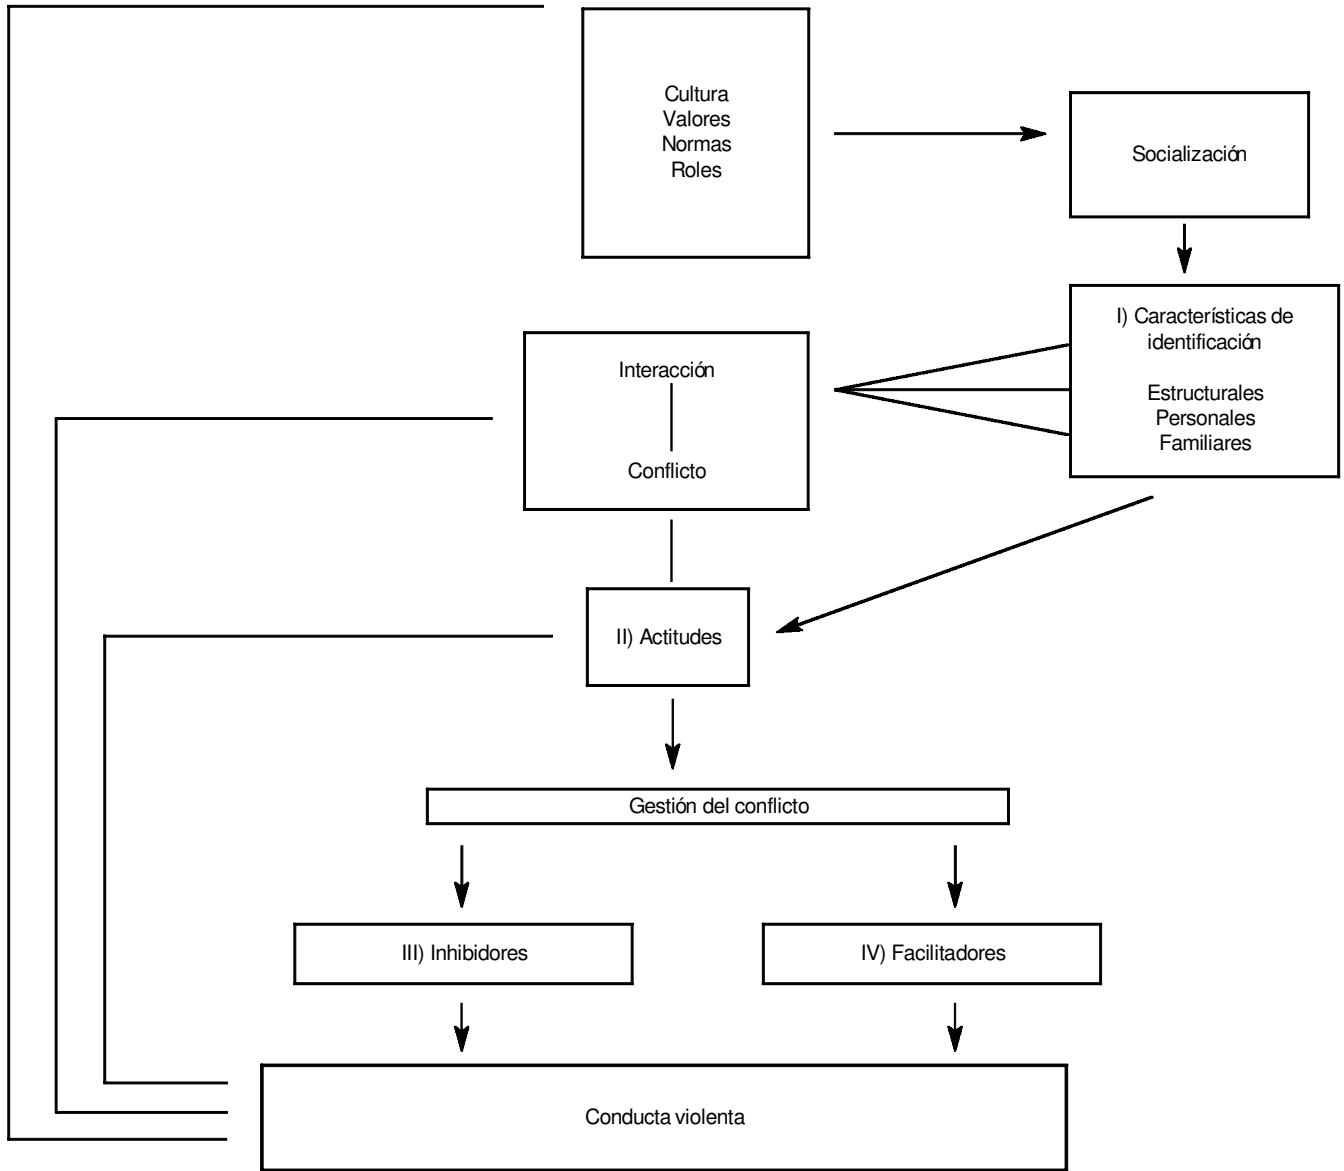 Cultura
Valores
Normas
Roles
Socialización
I) Características de
identificación
Estructurales
Personales
Familiares
Interacción
Conflicto
II) Actitudes
Gestión del conflicto
III) Inhibidores
IV) Facilitadores
Conducta violenta